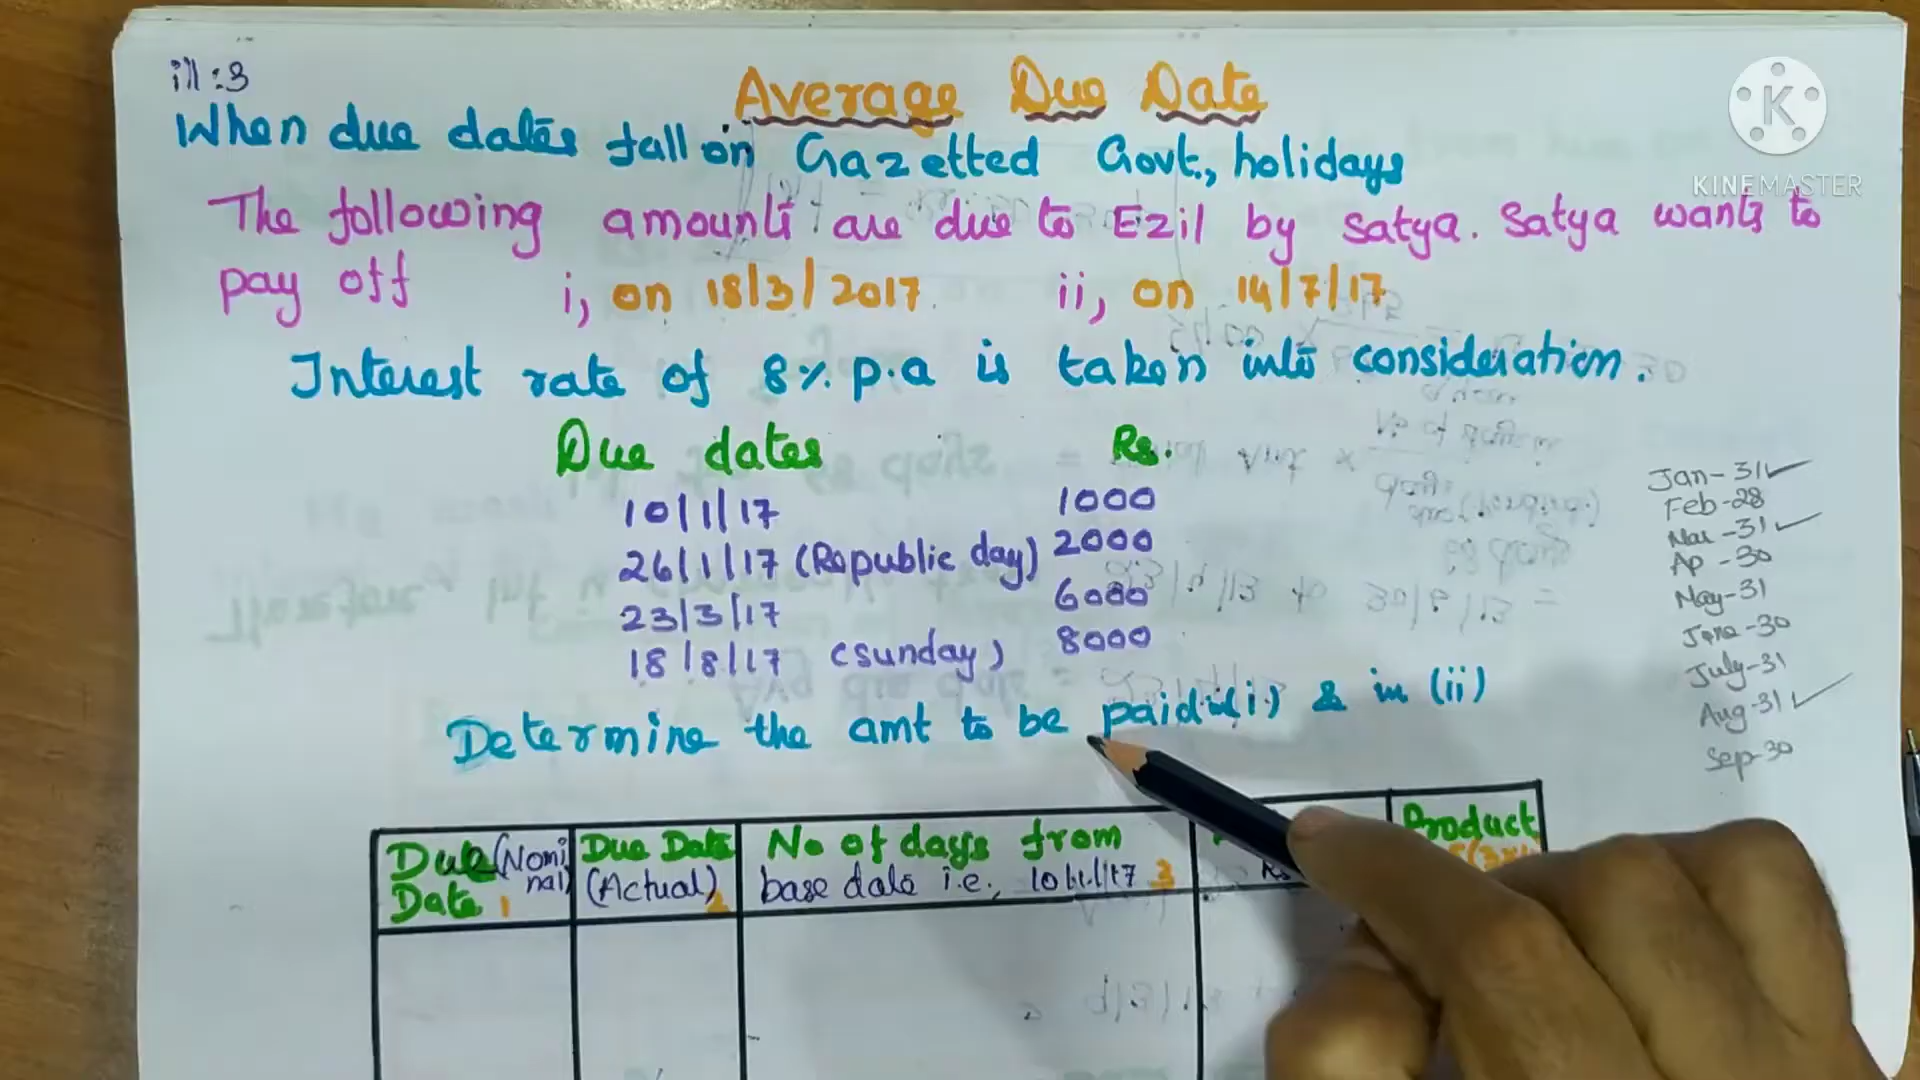 ill:3
Average Due Date
When due dates fall on Gazetted Govt., holidays
The following amounts are due to Ezil by Satya. Satya wants to
pay off i, on 18/3/2017. ii, on 14/7/17
Interest rate of 8%. p.a is taken into consideration.
Due dates Rs.
10/1/17 1000
26/1/17 (Republic day) 2000
23/3/17 6000
18/8/17 (Sunday) 8000
Determine the amt to be paid in (i) & in (ii)
Jan-31
Feb-28
Mar-31
Ap-30
May-31
June-30
July-31
Aug-31
Sep-30
Due (Nominal) Date 1
Due Date (Actual) 2
No of days from
base date i.e., 10/1/17 3
Rs
Product
K
KINEMASTER